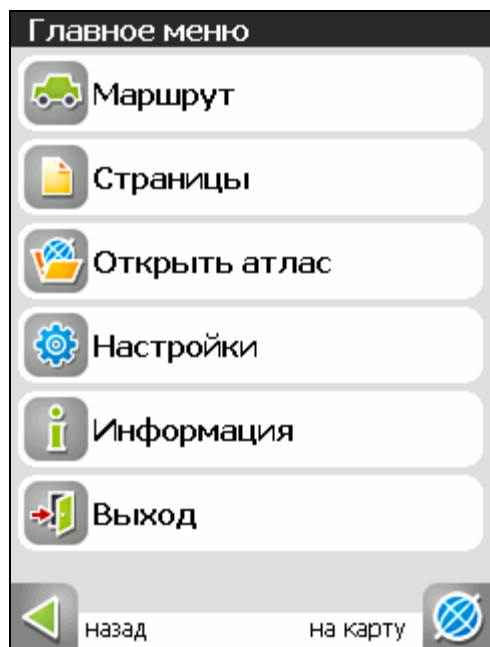 Главное меню
Маршрут
Страницы
Открыть атлас
Настройки
Информация
Выход
назад
на карту